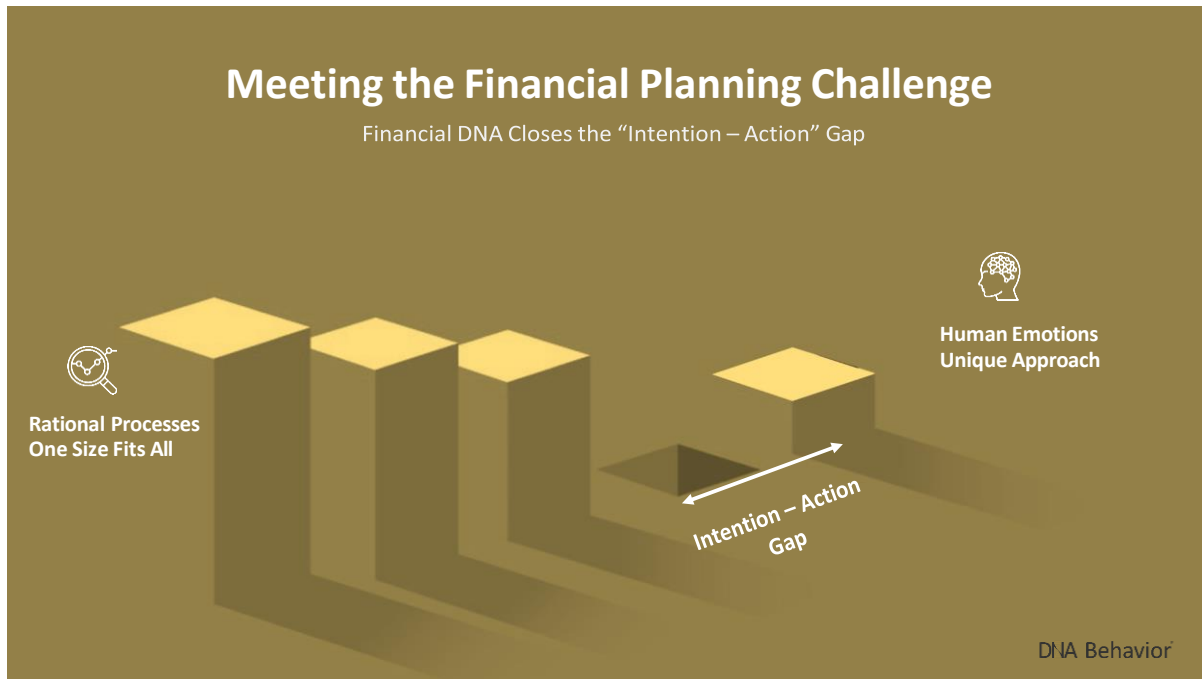 Meeting the Financial Planning Challenge
Financial DNA Closes the “Intention – Action” Gap
Human Emotions
Unique Approach
Rational Processes
One Size Fits All
Intention – Action
Gap
DNA Behavior